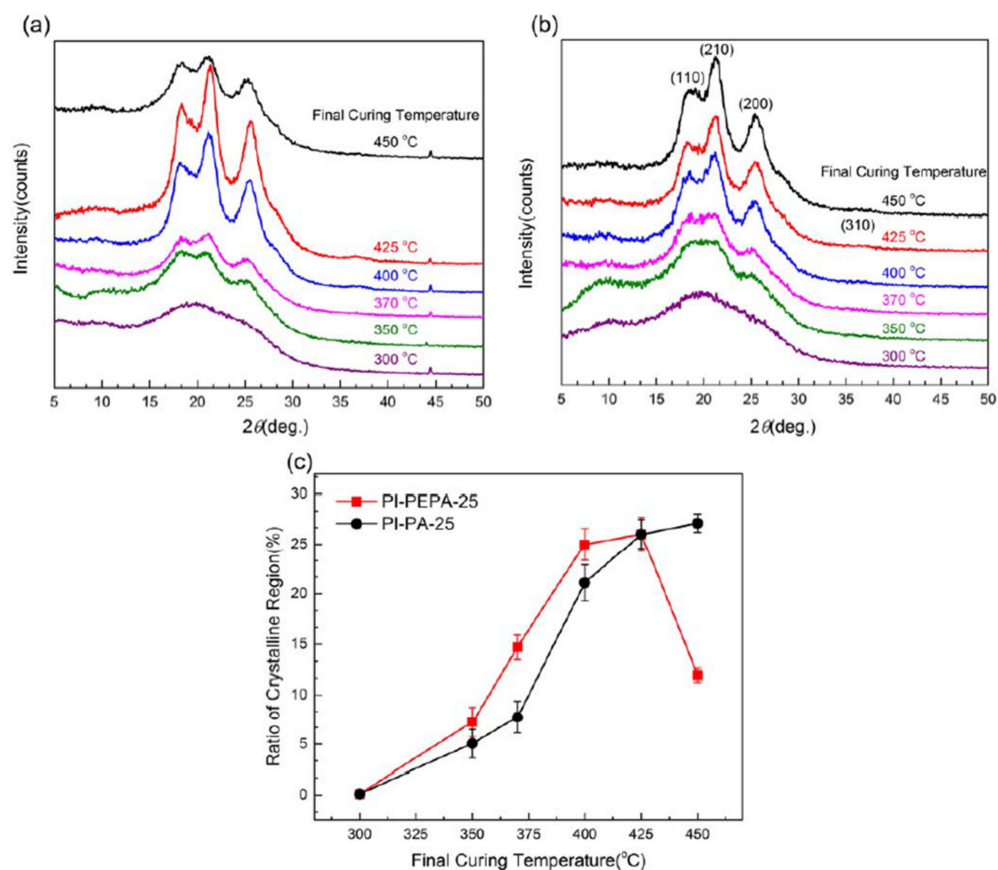 (a)
Final Curing Temperature
450 °C
425 °C
400 °C
370 °C
350 °C
300 °C
Intensity(counts)
5 10 15 20 25 30 35 40 45 50
2θ(deg.)
(b)
(110)
(210)
(200)
(310)
Final Curing Temperature
450 °C
425 °C
400 °C
370 °C
350 °C
300 °C
Intensity(counts)
5 10 15 20 25 30 35 40 45 50
2θ(deg.)
(c)
PI-PEPA-25
PI-PA-25
Ratio of Crystalline Region(%)
30
25
20
15
10
5
0
300 325 350 375 400 425 450
Final Curing Temperature(°C)